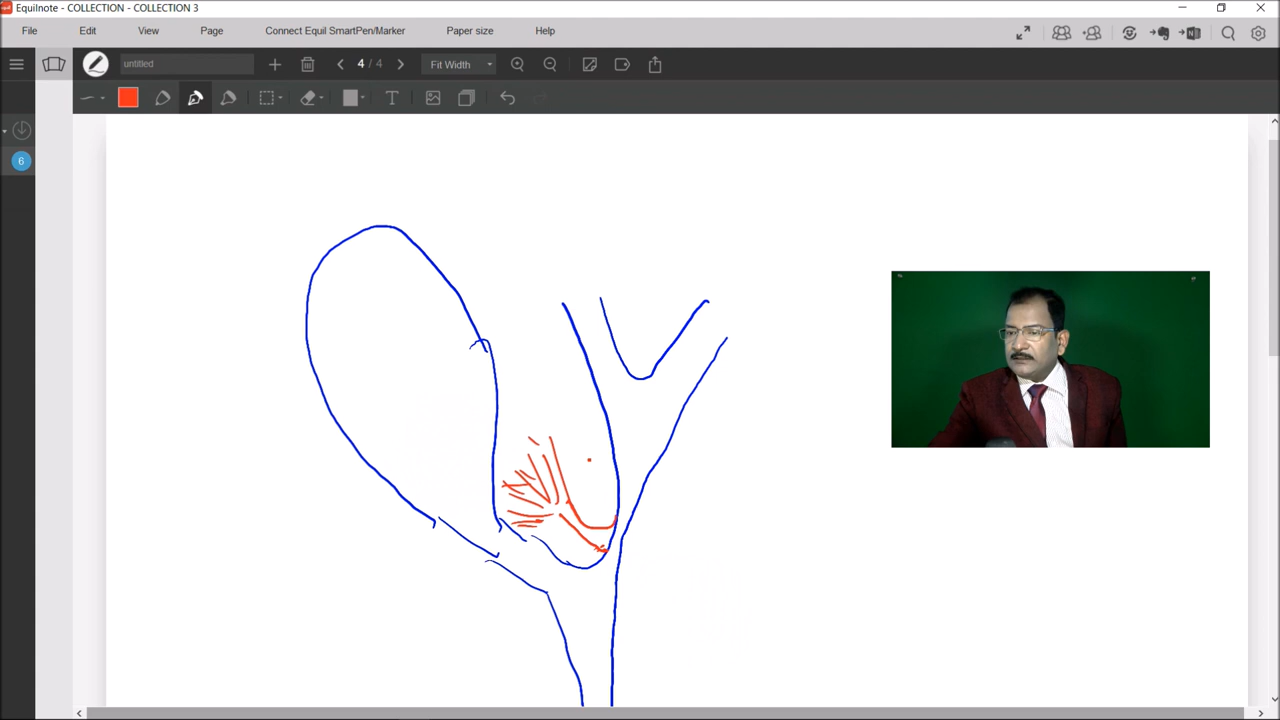 Equilnote - COLLECTION - COLLECTION 3
File Edit View Page Connect Equil SmartPen/Marker Paper size Help
untitled 4 / 4 Fit Width
T
6